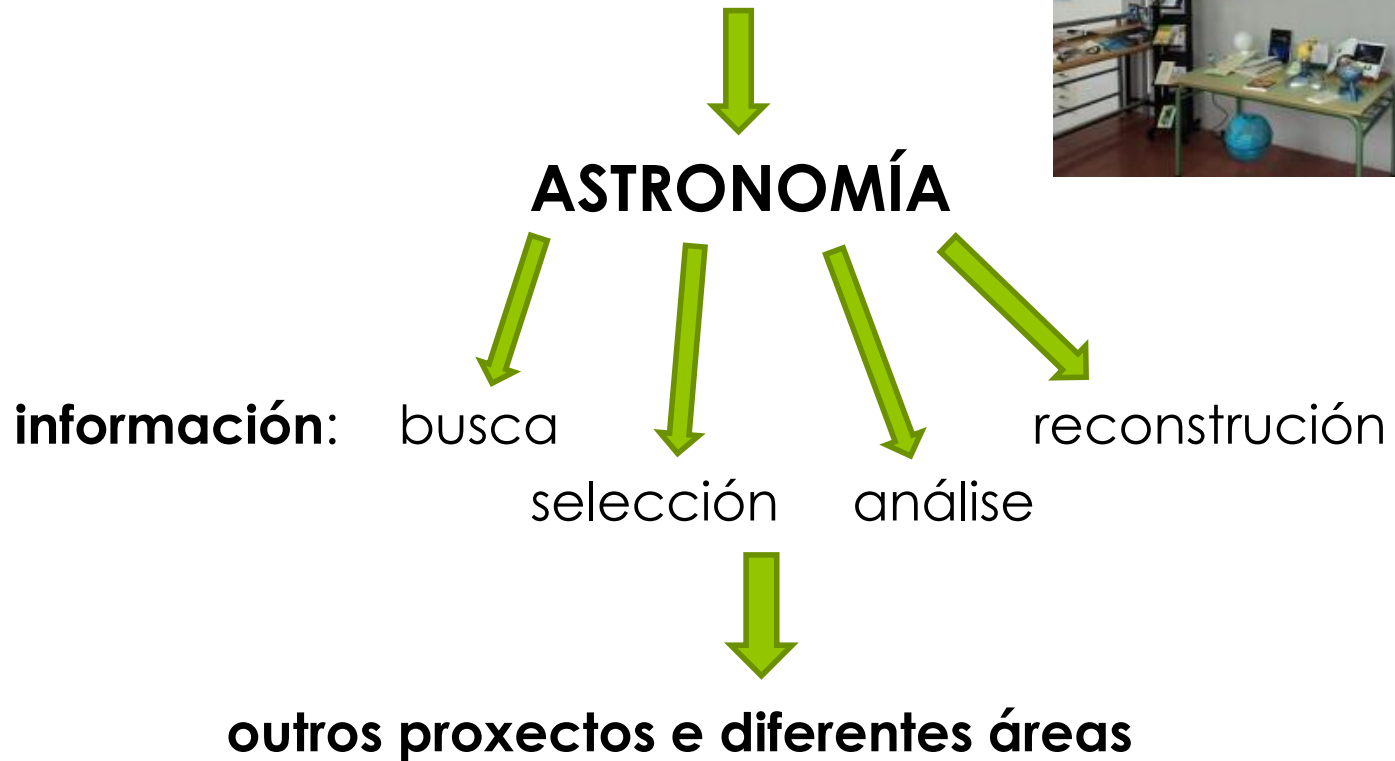 ASTRONOMÍA
información: busca reconstrución
selección análise
outros proxectos e diferentes áreas